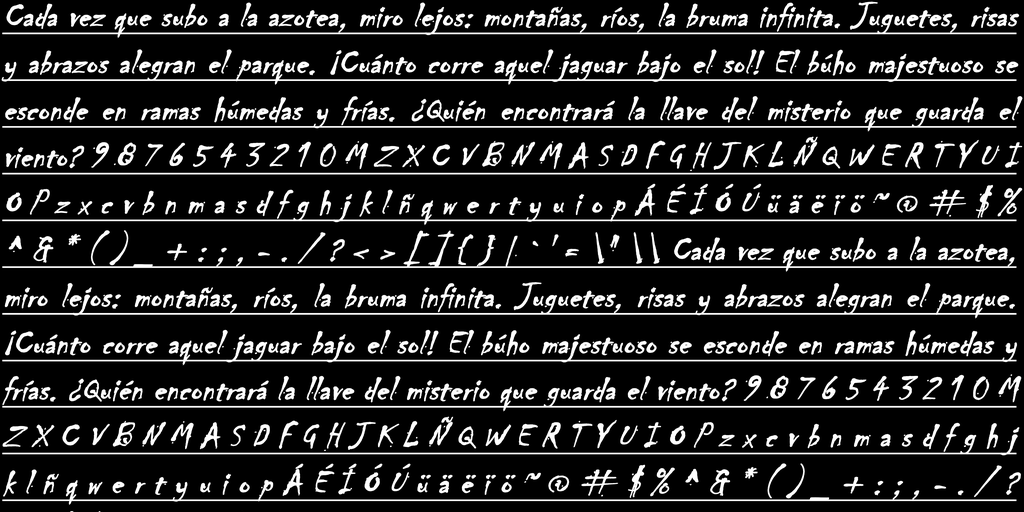 Cada vez que subo a la azotea, miro lejos: montañas, ríos, la bruma infinita. Juguetes, risas
y abrazos alegran el parque. ¡Cuánto corre aquel jaguar bajo el sol! El búho majestuoso se
esconde en ramas húmedas y frías. ¿Quién encontrará la llave del misterio que guarda el
viento? 9 8 7 6 5 4 3 2 1 0 M Z X C V B N M A S D F G H J K L Ñ Q W E R T Y U I
O P z x c v b n m a s d f g h j k l ñ q w e r t y u i o p Á É Í Ó Ú ü ä ë ï ö ~ @ # $ %
^ & * ( ) _ + : ; , - . / ? < > [ ] { } | ` ' = \ " \ \ Cada vez que subo a la azotea,
miro lejos: montañas, ríos, la bruma infinita. Juguetes, risas y abrazos alegran el parque.
¡Cuánto corre aquel jaguar bajo el sol! El búho majestuoso se esconde en ramas húmedas y
frías. ¿Quién encontrará la llave del misterio que guarda el viento? 9 8 7 6 5 4 3 2 1 0 M
Z X C V B N M A S D F G H J K L Ñ Q W E R T Y U I O P z x c v b n m a s d f g h j
k l ñ q w e r t y u i o p Á É Í Ó Ú ü ä ë ï ö ~ @ # $ % ^ & * ( ) _ + : ; , - . / ?